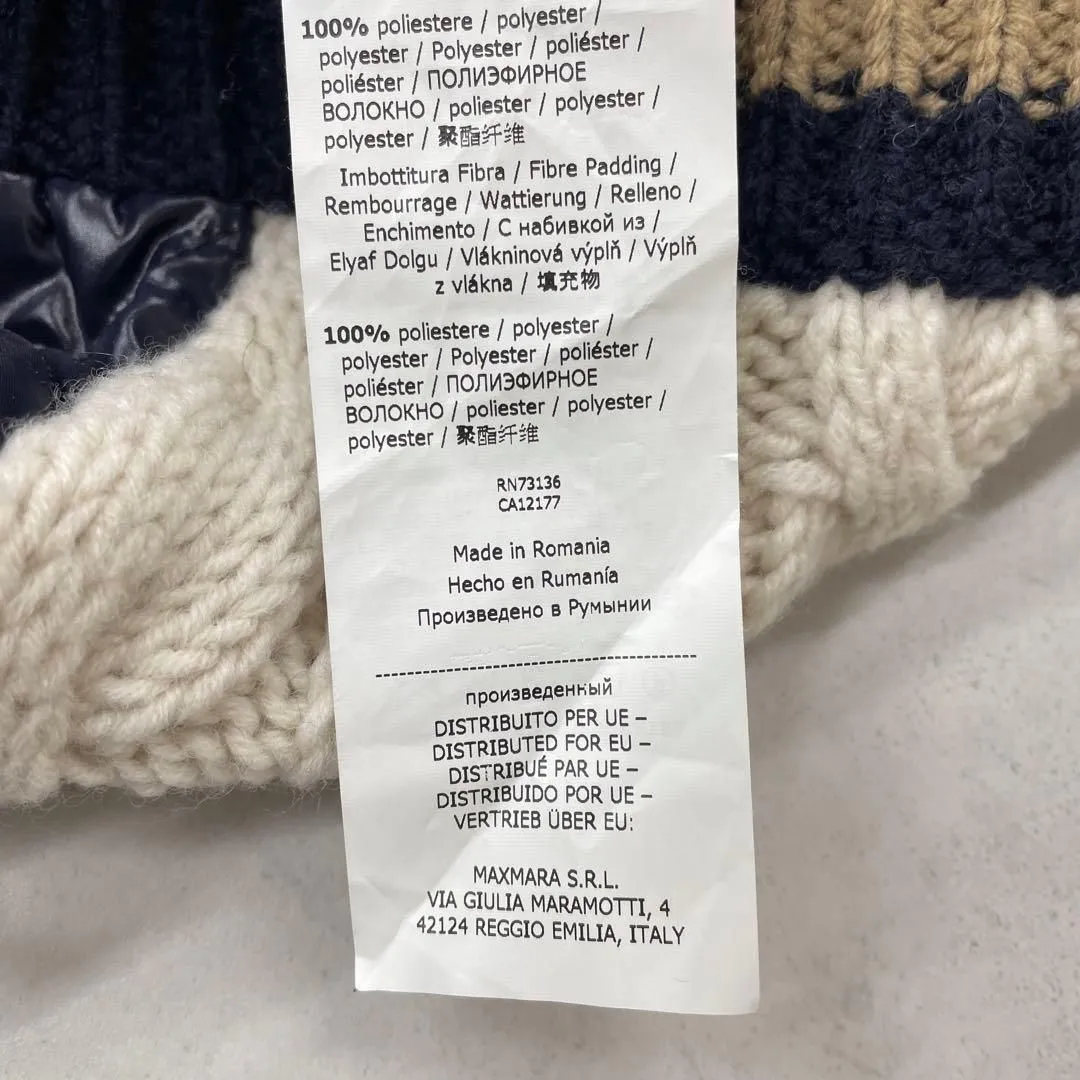 100% poliestere / polyester /
polyester / Polyester / poliéster /
poliéster / ПОЛИЭФИРНОЕ
ВОЛОКНО / poliester / polyester /
polyester / 聚酯纤维
Imbottitura Fibra / Fibre Padding /
Rembourrage / Wattierung / Relleno /
Enchimento / С набивкой из /
Elyaf Dolgu / Vlákninová výplň / Výplň
z vlákna / 填充物
100% poliestere / polyester /
polyester / Polyester / poliéster /
poliéster / ПОЛИЭФИРНОЕ
ВОЛОКНО / poliester / polyester /
polyester / 聚酯纤维
RN73136
CA12177
Made in Romania
Hecho en Rumanía
Произведено в Румынии
произведенный
DISTRIBUITO PER UE –
DISTRIBUTED FOR EU –
DISTRIBUÉ PAR UE –
DISTRIBUIDO POR UE –
VERTRIEB ÜBER EU:
MAXMARA S.R.L.
VIA GIULIA MARAMOTTI, 4
42124 REGGIO EMILIA, ITALY